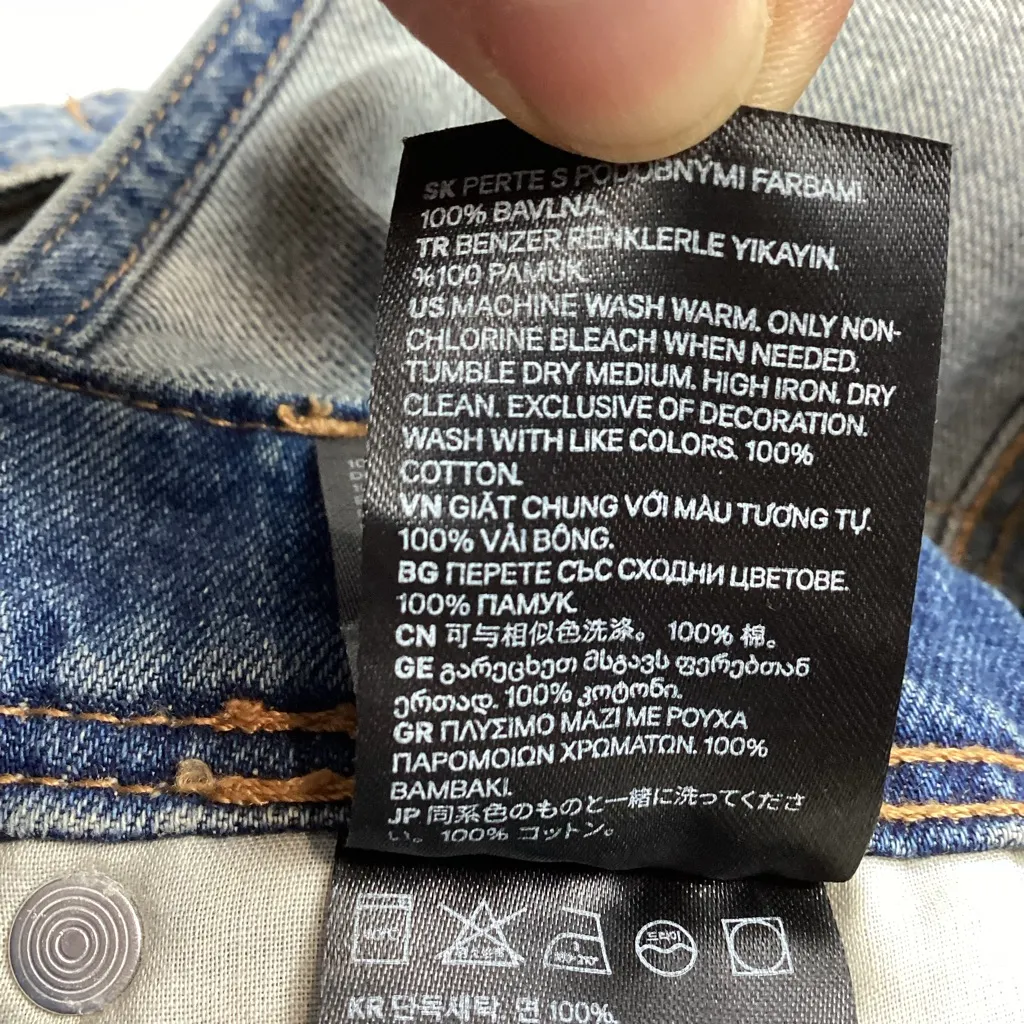 SK PERTE S PODOBNÝMI FARBAMI.
100% BAVLNA.
TR BENZER RENKLERLE YIKAYIN.
%100 PAMUK.
US MACHINE WASH WARM. ONLY NON-
CHLORINE BLEACH WHEN NEEDED.
TUMBLE DRY MEDIUM. HIGH IRON. DRY
CLEAN. EXCLUSIVE OF DECORATION.
WASH WITH LIKE COLORS. 100%
COTTON.
VN GIẶT CHUNG VỚI MÀU TƯƠNG TỰ.
100% VẢI BÔNG.
BG ПЕРЕТЕ СЪС СХОДНИ ЦВЕТОВЕ.
100% ПАМУК.
CN 可与相似色洗涤。 100% 棉。
GE გარეცხეთ მსგავს ფერებთან
ერთად. 100% კოტონი.
GR ΠΛΥΣΙΜΟ ΜΑΖΙ ΜΕ ΡΟΥΧΑ
ΠΑΡΟΜΟΙΩΝ ΧΡΩΜΑΤΩΝ. 100%
ΒΑΜΒΑΚΙ.
JP 同系色のものと一緒に洗ってくださ
い。 100% コットン。
드라이
KR 단독세탁. 면 100%.